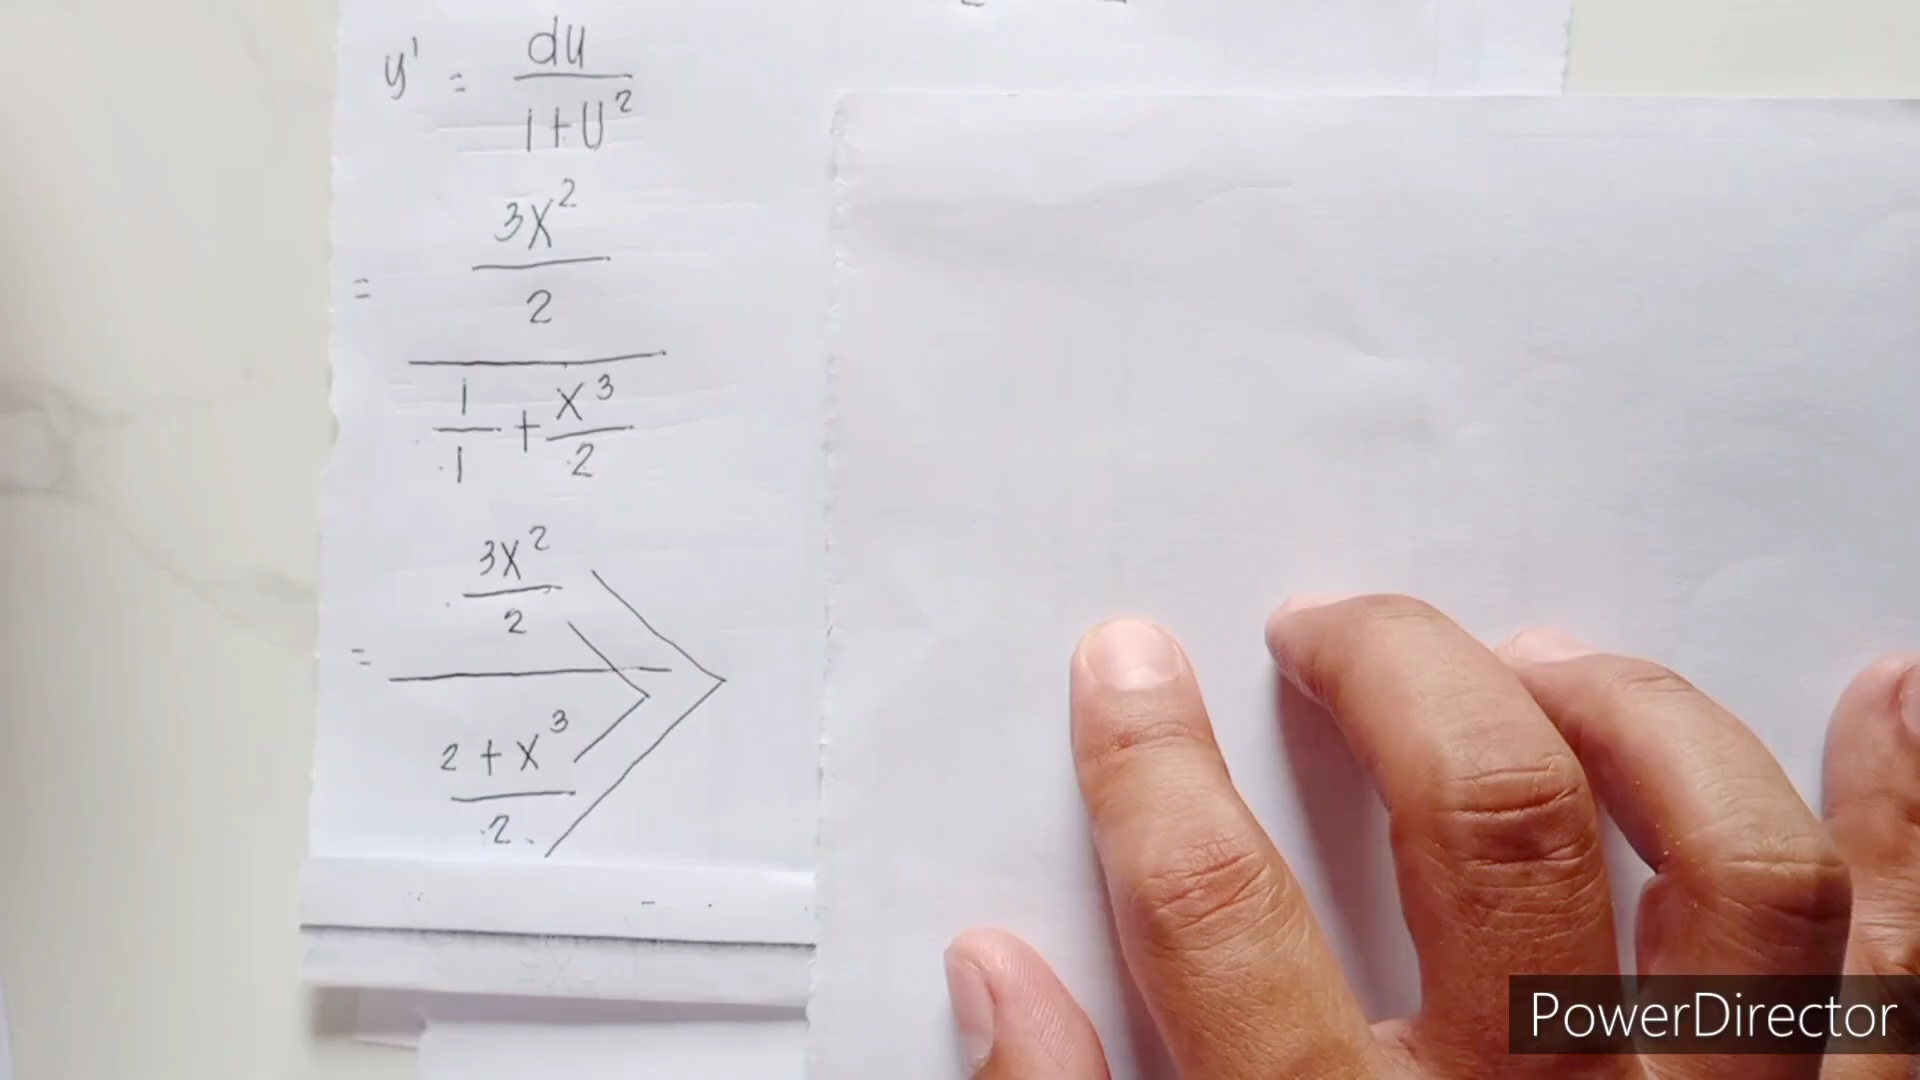 y' = du
1+U²
= 3x²
2
1 + x³
1 2
= 3x²
2
2 + x³
2
PowerDirector